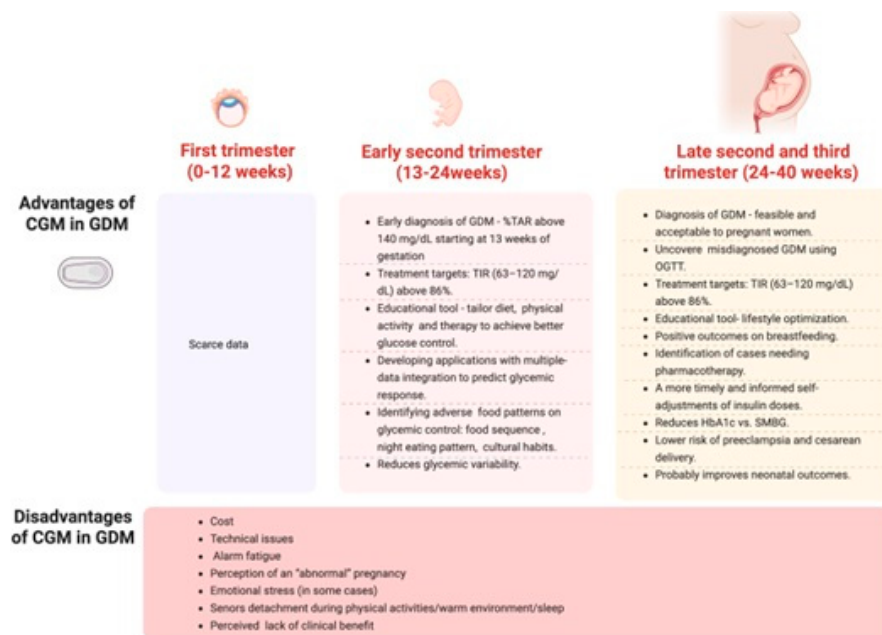 First trimester
(0-12 weeks)
Early second trimester
(13-24weeks)
Late second and third
trimester (24-40 weeks)
Advantages of
CGM in GDM
Scarce data
• Early diagnosis of GDM - %TAR above
140 mg/dL starting at 13 weeks of
gestation
• Treatment targets: TIR (63–120 mg/
dL) above 86%.
• Educational tool - tailor diet, physical
activity and therapy to achieve better
glucose control.
• Developing applications with multiple-
data integration to predict glycemic
response.
• Identifying adverse food patterns on
glycemic control: food sequence ,
night eating pattern, cultural habits.
• Reduces glycemic variability.
• Diagnosis of GDM - feasible and
acceptable to pregnant women.
• Uncovere misdiagnosed GDM using
OGTT.
• Treatment targets: TIR (63–120 mg/dL)
above 86%.
• Educational tool- lifestyle optimization.
• Positive outcomes on breastfeeding.
• Identification of cases needing
pharmacotherapy.
• A more timely and informed self-
adjustments of insulin doses.
• Reduces HbA1c vs. SMBG.
• Lower risk of preeclampsia and cesarean
delivery.
• Probably improves neonatal outcomes.
Disadvantages
of CGM in GDM
• Cost
• Technical issues
• Alarm fatigue
• Perception of an “abnormal” pregnancy
• Emotional stress (in some cases)
• Senors detachment during physical activities/warm environment/sleep
• Perceived lack of clinical benefit